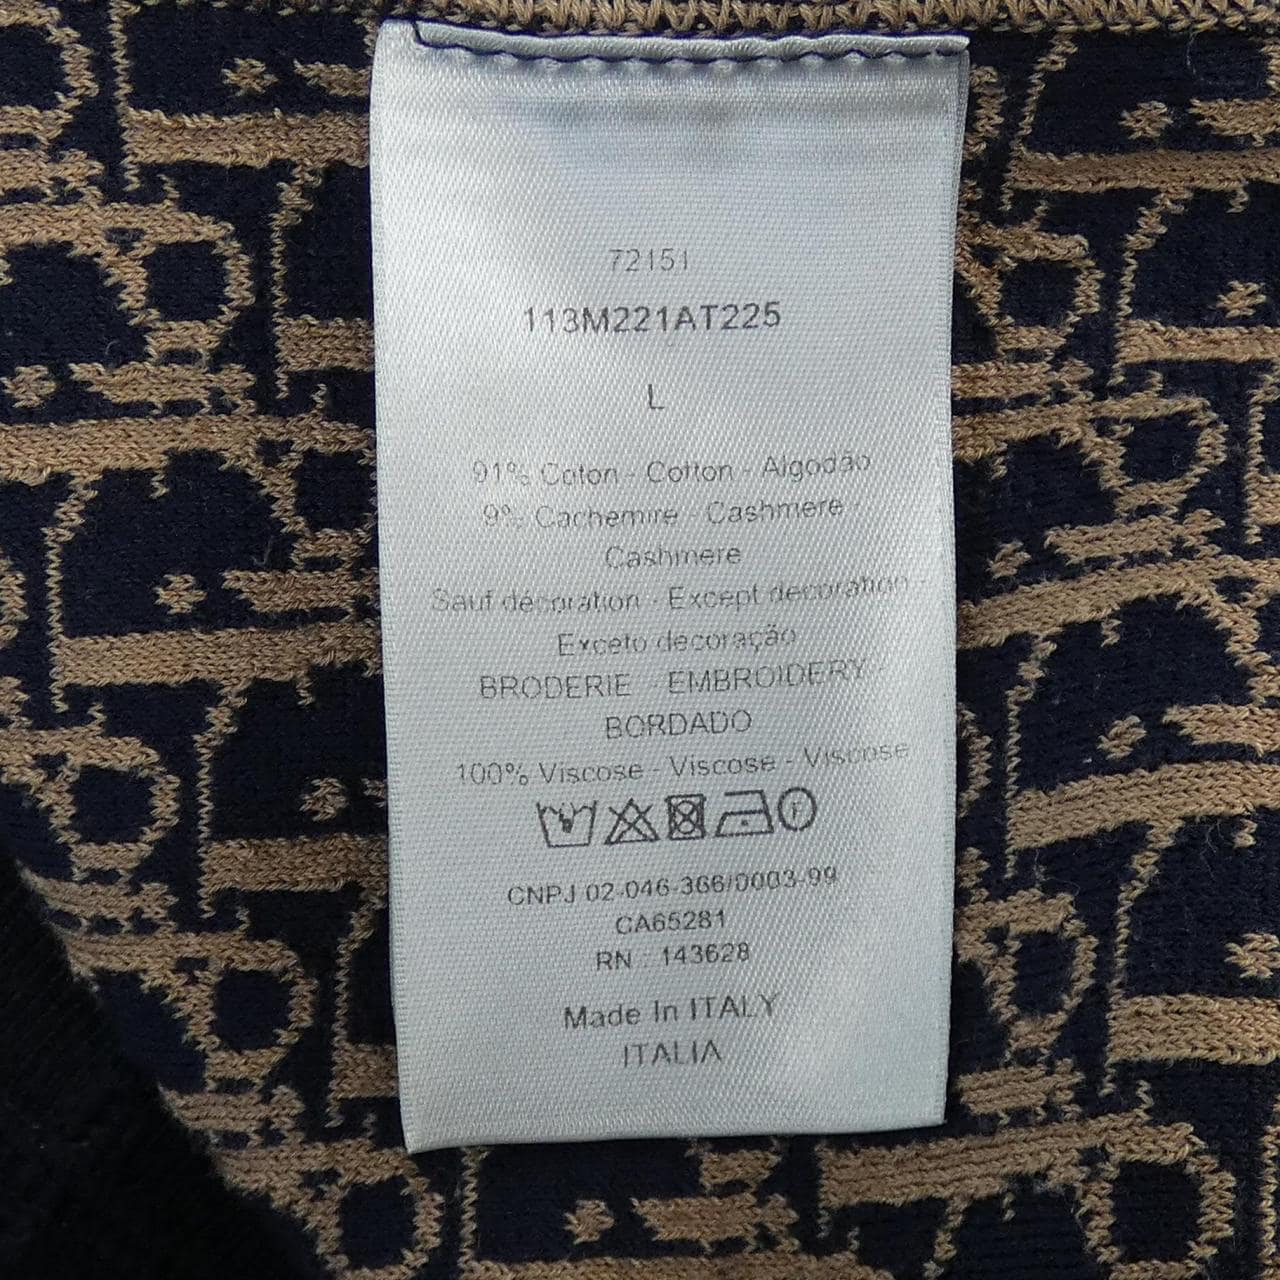 72151
113M221AT225
L
91% Coton - Cotton - Algodão
9% Cachemire - Cashmere -
Cashmere
Sauf décoration - Except decoration -
Exceto decoração
BRODERIE - EMBROIDERY -
BORDADO
100% Viscose - Viscose - Viscose
CNPJ 02-046-366/0003-99
CA65281
RN : 143628
Made In ITALY
ITALIA